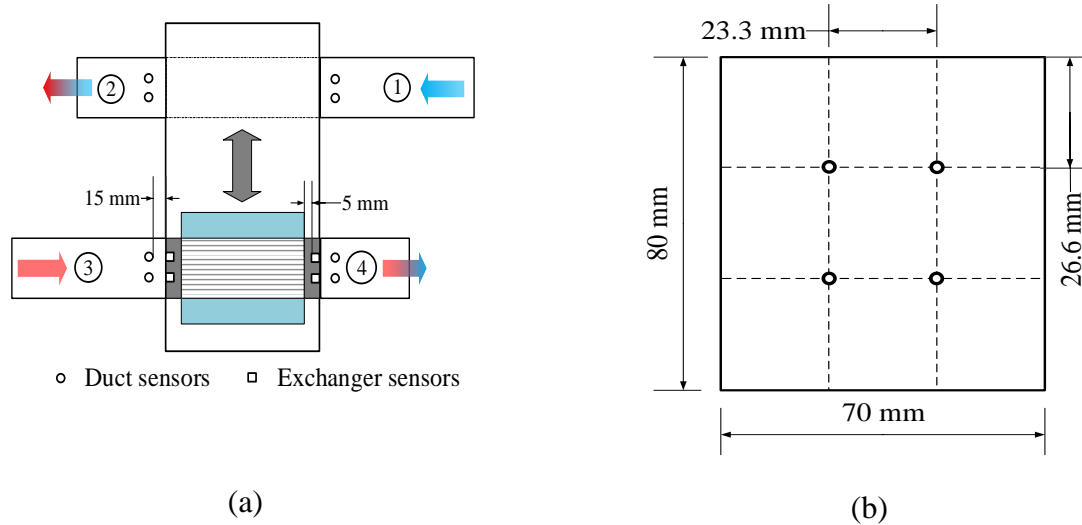 2
1
15 mm
5 mm
3
4
Duct sensors
Exchanger sensors
(a)
23.3 mm
80 mm
26.6 mm
70 mm
(b)